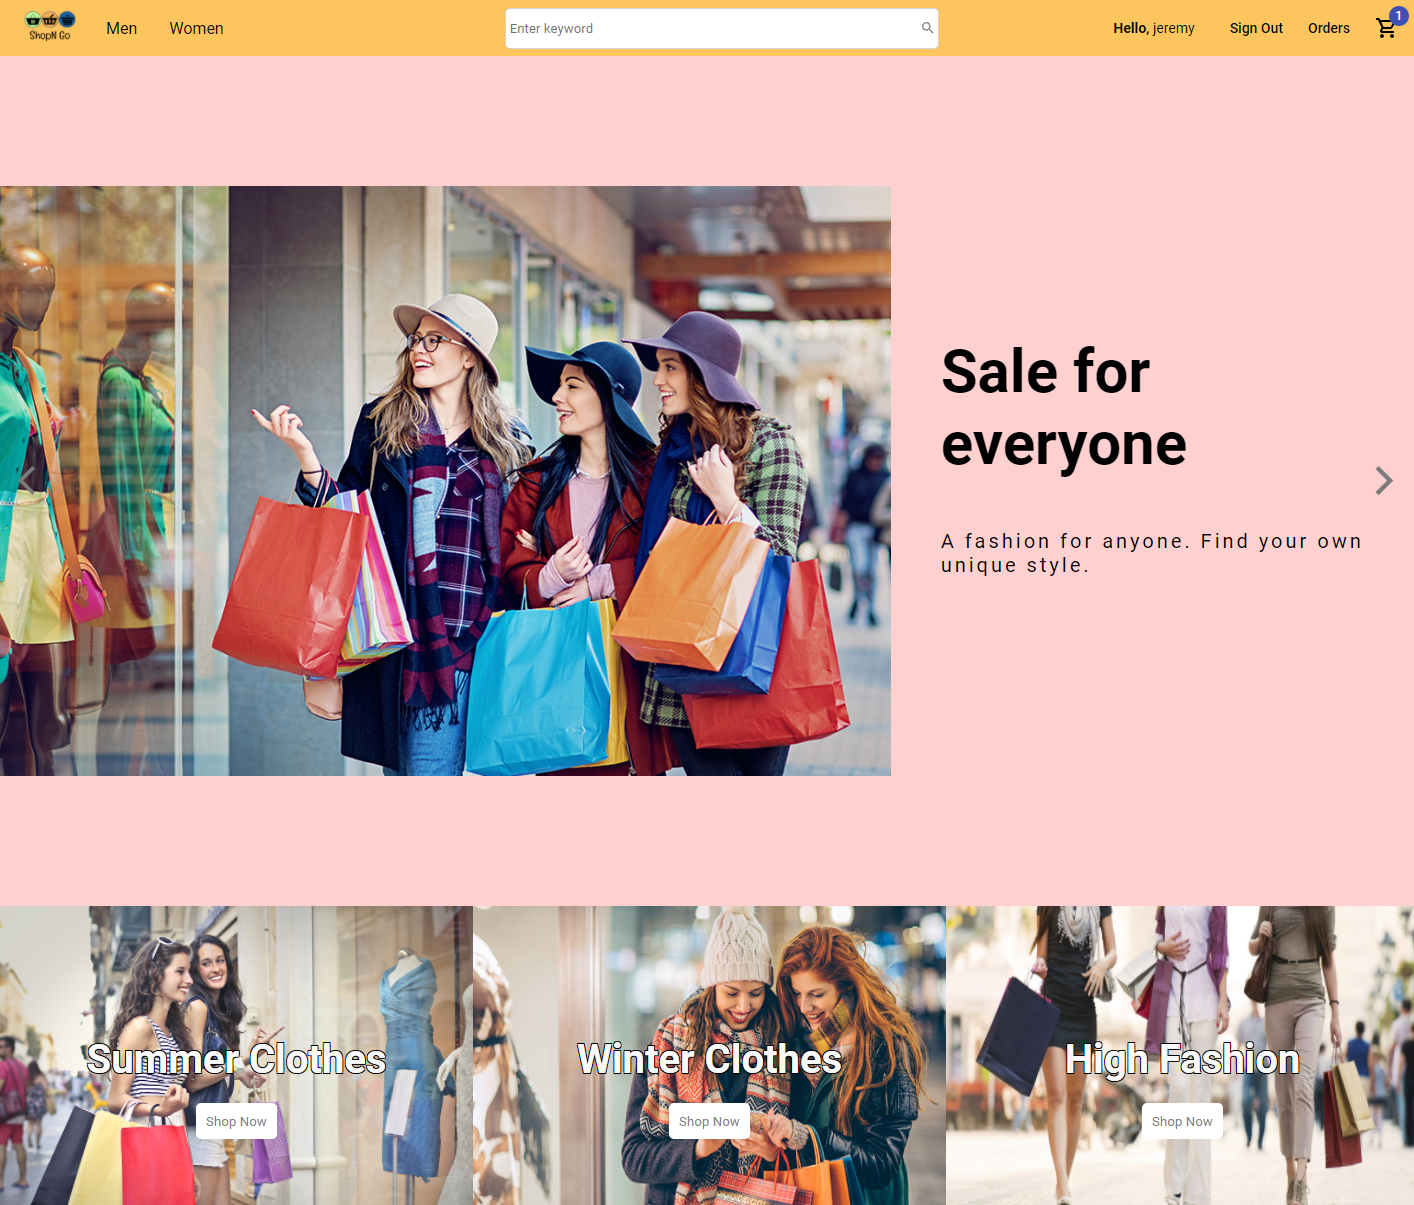 ShopN Go
Men
Women
Enter keyword
Hello, jeremy
Sign Out
Orders
1
Sale for
everyone
A fashion for anyone. Find your own
unique style.
Summer Clothes
Shop Now
Winter Clothes
Shop Now
High Fashion
Shop Now